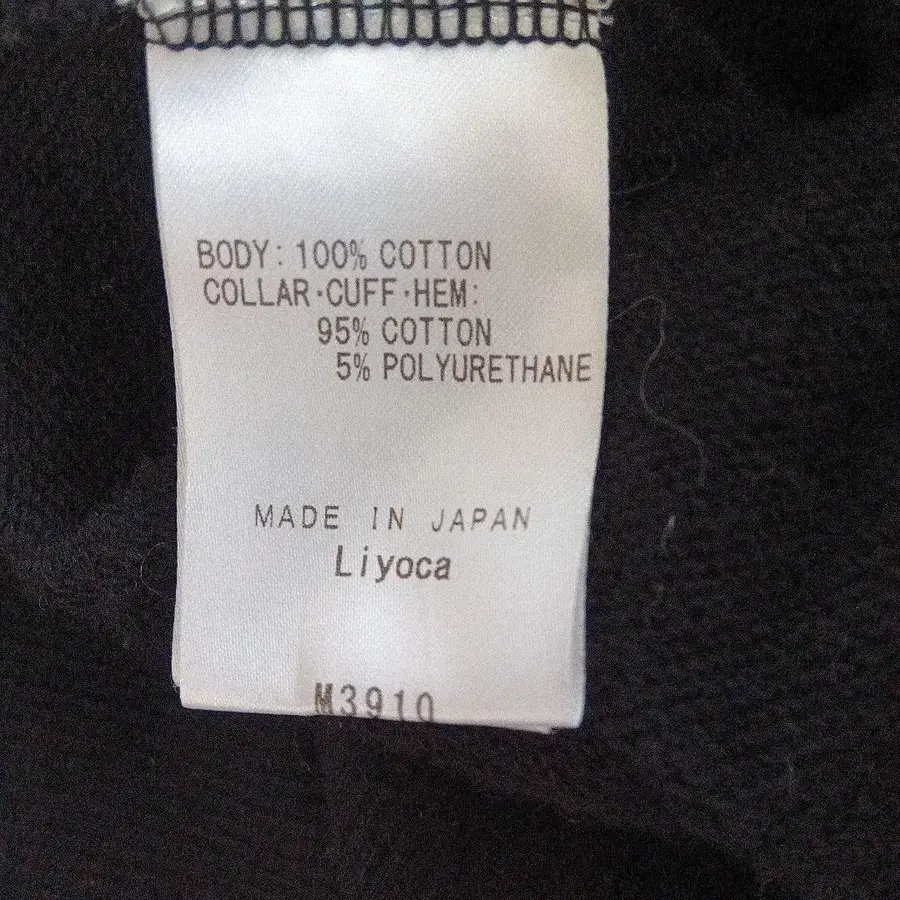 BODY: 100% COTTON
COLLAR·CUFF·HEM:
95% COTTON
5% POLYURETHANE
MADE IN JAPAN
Liyoca
M3910